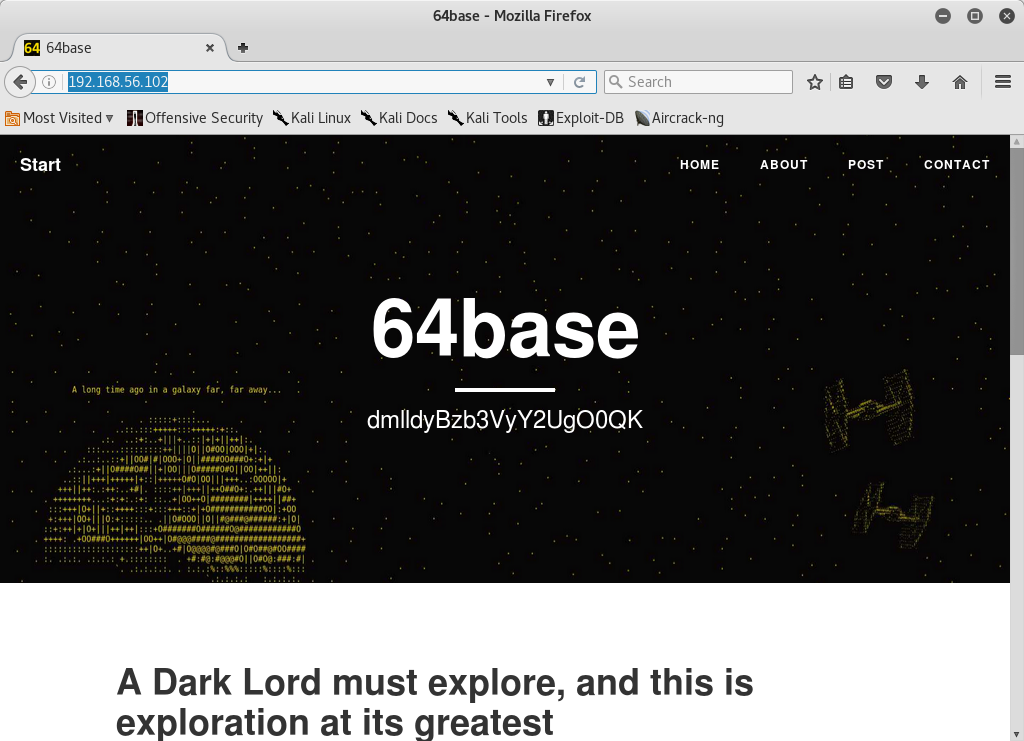 64base - Mozilla Firefox
64 64base
192.168.56.102
Search
Most Visited Offensive Security Kali Linux Kali Docs Kali Tools Exploit-DB Aircrack-ng
Start HOME ABOUT POST CONTACT
64base
dmlldyBzb3VyY2UgO0QK
A long time ago in a galaxy far, far away...
A Dark Lord must explore, and this is
exploration at its greatest